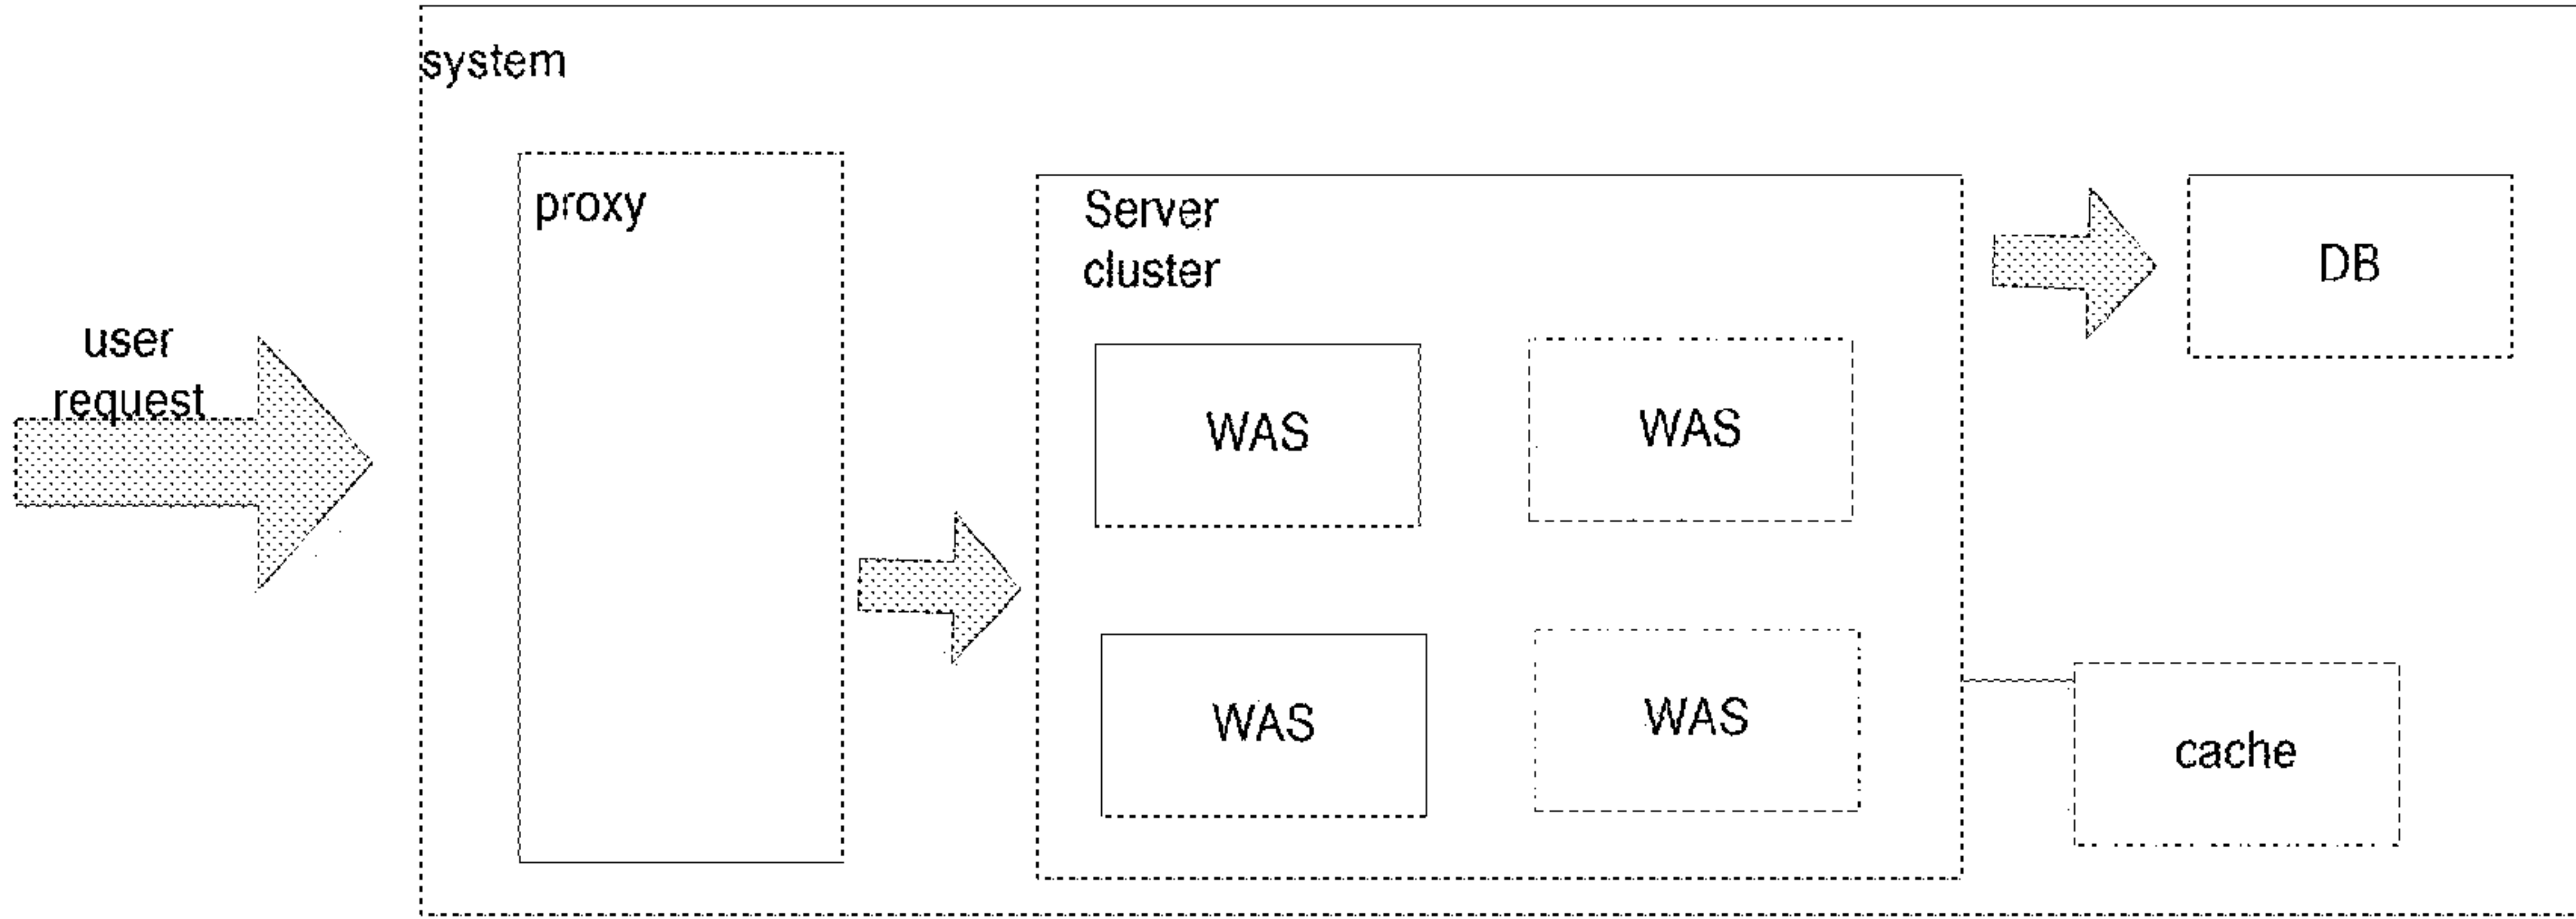 system
proxy
Server
cluster
DB
user
request
WAS
WAS
WAS
WAS
cache